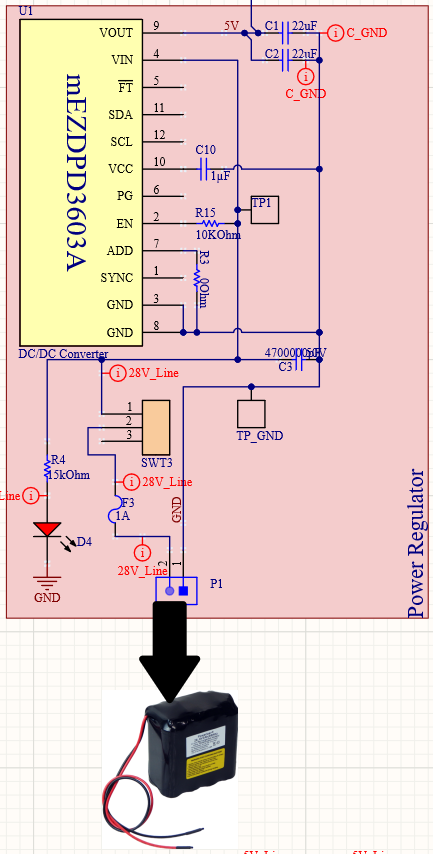 U1
mEZDPD3603A
VOUT 9
VIN 4
FT 5
SDA 11
SCL 12
VCC 10
PG 6
EN 2
ADD 7
SYNC 1
GND 3
GND 8
DC/DC Converter
5V
C1 22uF
C_GND
C2 22uF
C_GND
C10
1µF
R15
10KOhm
TP1
R3
0Ohm
C3
28V_Line
1
2
3
SWT3
TP_GND
R4
15kOhm
Line
D4
GND
28V_Line
F3
1A
GND
28V_Line
2
1
P1
Power Regulator